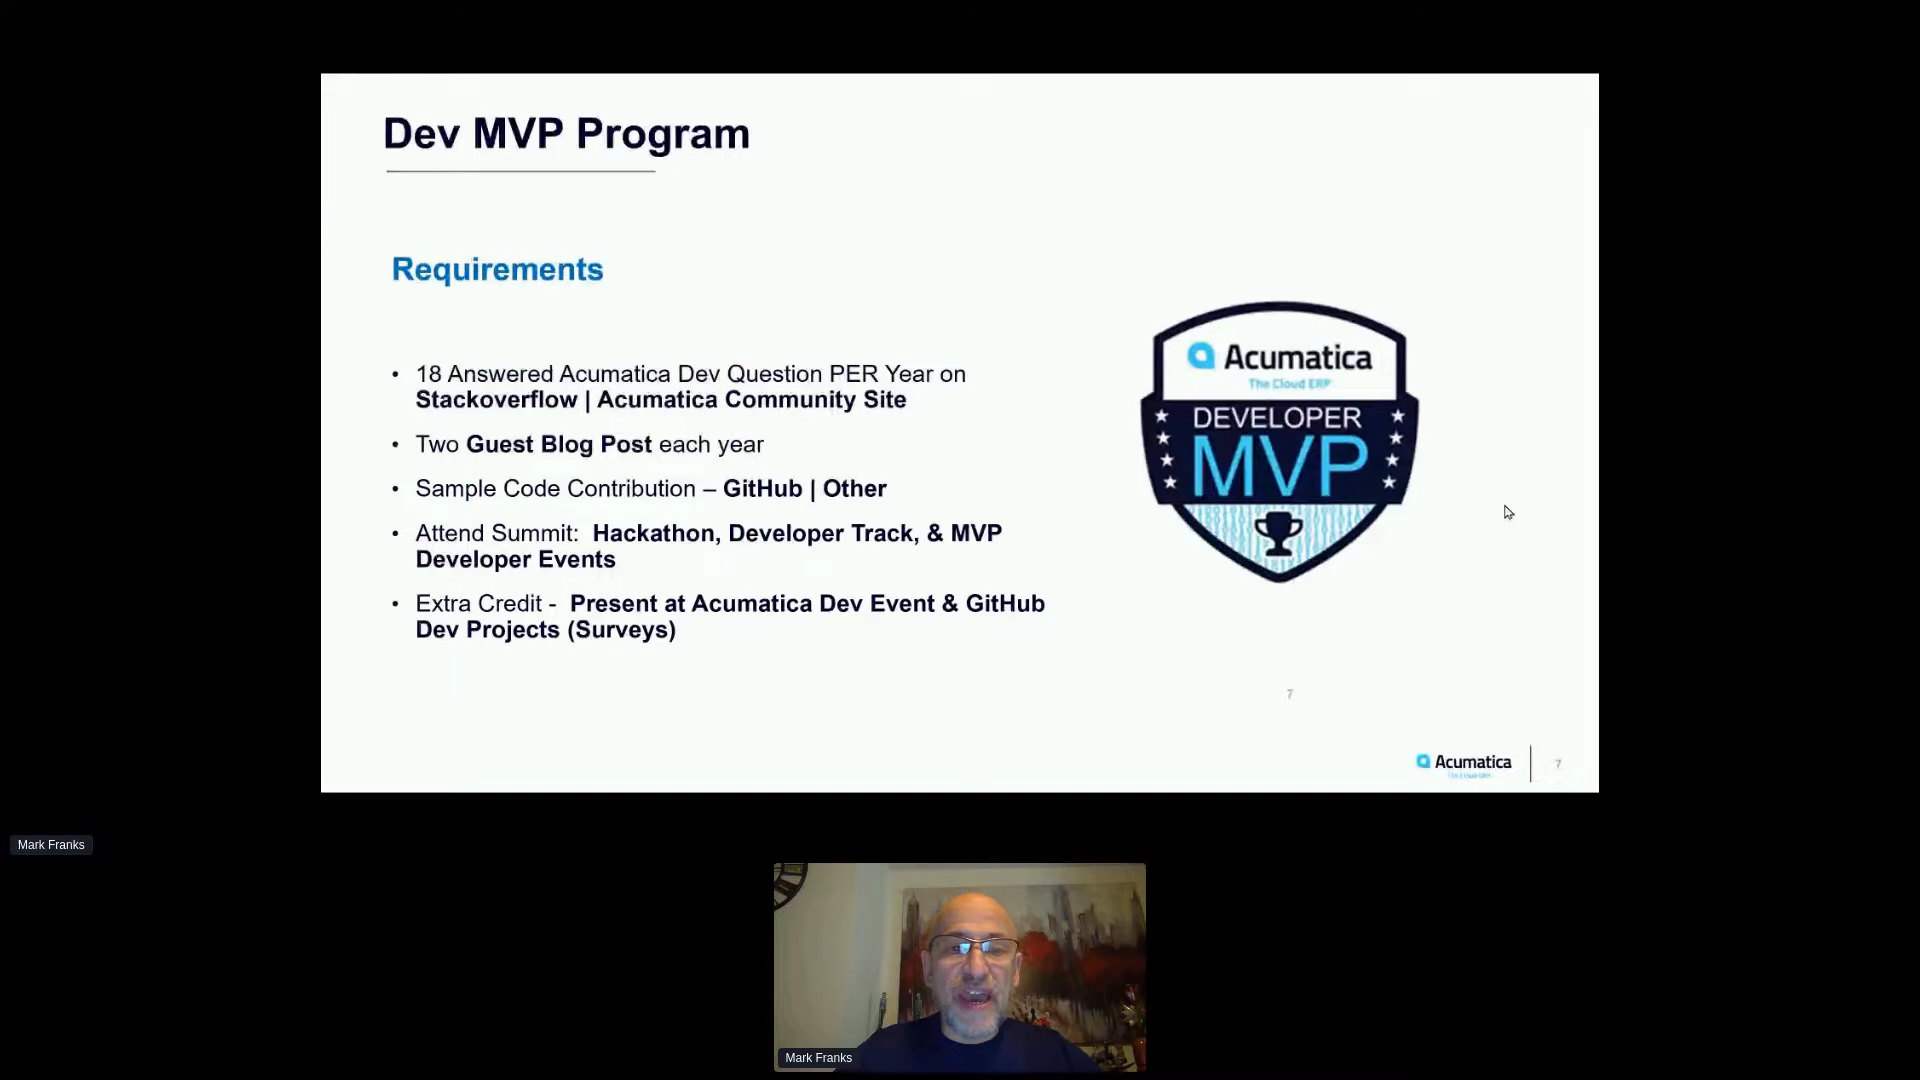 Dev MVP Program
Requirements
• 18 Answered Acumatica Dev Question PER Year on
Stackoverflow | Acumatica Community Site
• Two Guest Blog Post each year
• Sample Code Contribution – GitHub | Other
• Attend Summit: Hackathon, Developer Track, & MVP
Developer Events
• Extra Credit - Present at Acumatica Dev Event & GitHub
Dev Projects (Surveys)
Acumatica
The Cloud ERP
DEVELOPER
MVP
7
Acumatica
The Cloud ERP
7
Mark Franks
Mark Franks